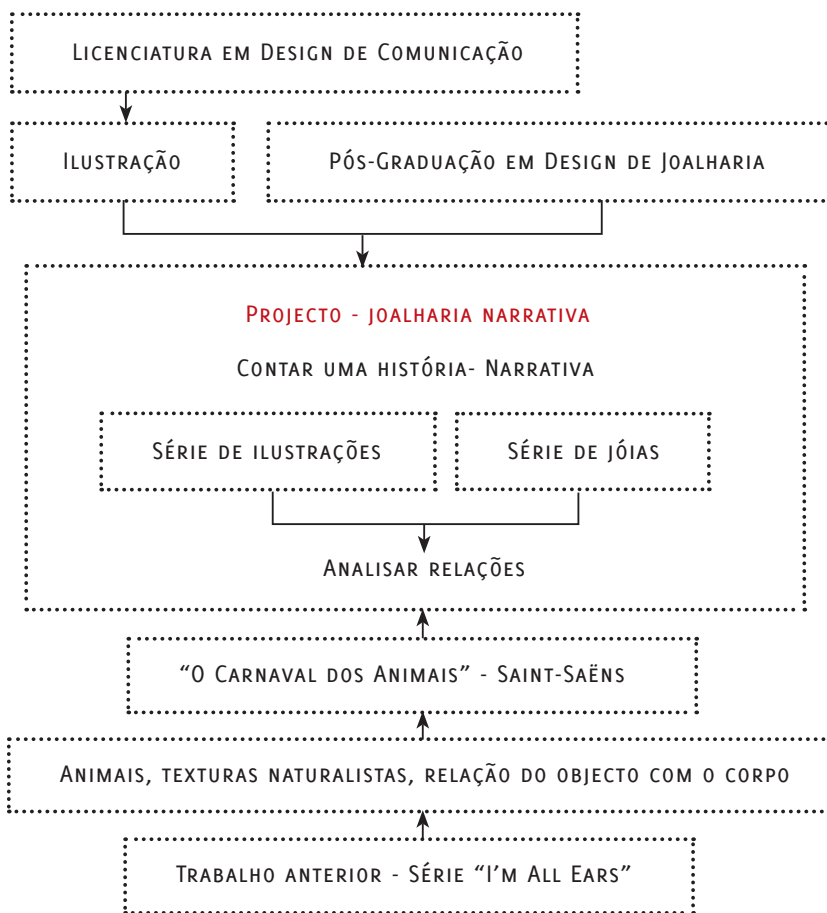 Licenciatura em Design de Comunicação
Ilustração
Pós-Graduação em Design de Joalharia
Projecto - joalharia narrativa
Contar uma história- Narrativa
Série de ilustrações
Série de jóias
Analisar relações
“O Carnaval dos Animais” - Saint-Saëns
Animais, texturas naturalistas, relação do objecto com o corpo
Trabalho anterior - Série “I’m All Ears”